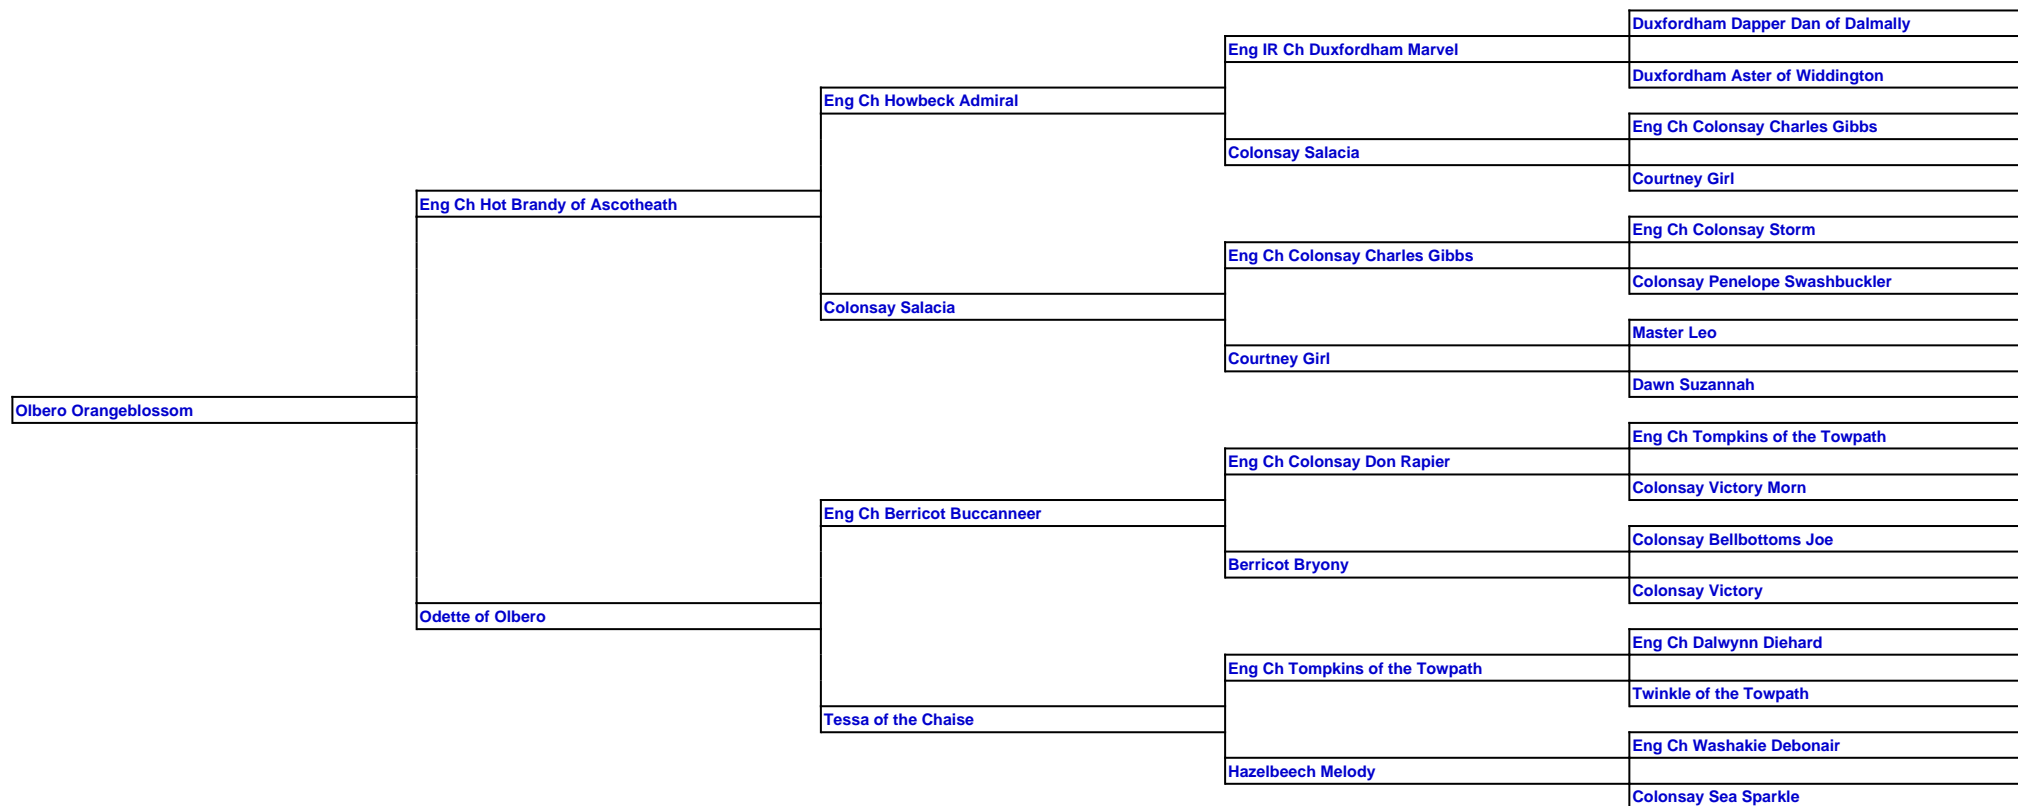 Duxfordham Dapper Dan of Dalmally
Eng IR Ch Duxfordham Marvel
Duxfordham Aster of Widdington
Eng Ch Howbeck Admiral
Eng Ch Colonsay Charles Gibbs
Colonsay Salacia
Courtney Girl
Eng Ch Hot Brandy of Ascotheath
Eng Ch Colonsay Storm
Eng Ch Colonsay Charles Gibbs
Colonsay Penelope Swashbuckler
Colonsay Salacia
Master Leo
Courtney Girl
Dawn Suzannah
Olbero Orangeblossom
Eng Ch Tompkins of the Towpath
Eng Ch Colonsay Don Rapier
Colonsay Victory Morn
Eng Ch Berricot Buccanneer
Colonsay Bellbottoms Joe
Berricot Bryony
Colonsay Victory
Odette of Olbero
Eng Ch Dalwynn Diehard
Eng Ch Tompkins of the Towpath
Twinkle of the Towpath
Tessa of the Chaise
Eng Ch Washakie Debonair
Hazelbeech Melody
Colonsay Sea Sparkle